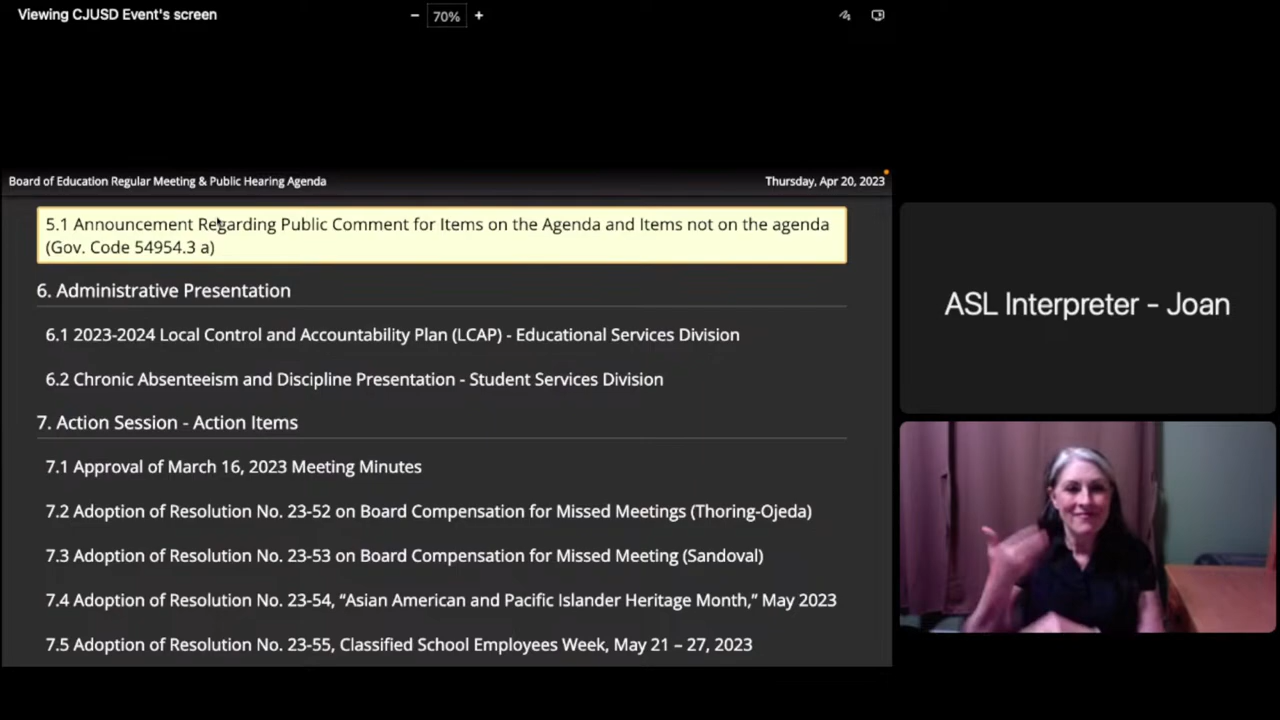 Viewing CJUSD Event's screen
− 70% +
Board of Education Regular Meeting & Public Hearing Agenda
Thursday, Apr 20, 2023
5.1 Announcement Regarding Public Comment for Items on the Agenda and Items not on the agenda
(Gov. Code 54954.3 a)
6. Administrative Presentation
6.1 2023-2024 Local Control and Accountability Plan (LCAP) - Educational Services Division
6.2 Chronic Absenteeism and Discipline Presentation - Student Services Division
7. Action Session - Action Items
7.1 Approval of March 16, 2023 Meeting Minutes
7.2 Adoption of Resolution No. 23-52 on Board Compensation for Missed Meetings (Thoring-Ojeda)
7.3 Adoption of Resolution No. 23-53 on Board Compensation for Missed Meeting (Sandoval)
7.4 Adoption of Resolution No. 23-54, “Asian American and Pacific Islander Heritage Month,” May 2023
7.5 Adoption of Resolution No. 23-55, Classified School Employees Week, May 21 – 27, 2023
ASL Interpreter - Joan